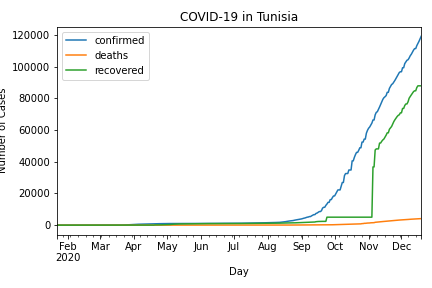 COVID-19 in Tunisia
120000
100000
80000
60000
40000
20000
0
Number of Cases
confirmed
deaths
recovered
Feb
2020
Mar
Apr
May
Jun
Jul
Aug
Sep
Oct
Nov
Dec
Day